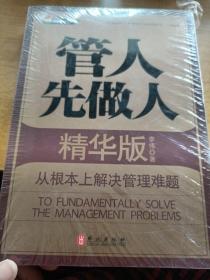 管人
先做人
精华版
从根本上解决管理难题
TO FUNDAMENTALLY SOLVE
THE MANAGEMENT PROBLEMS